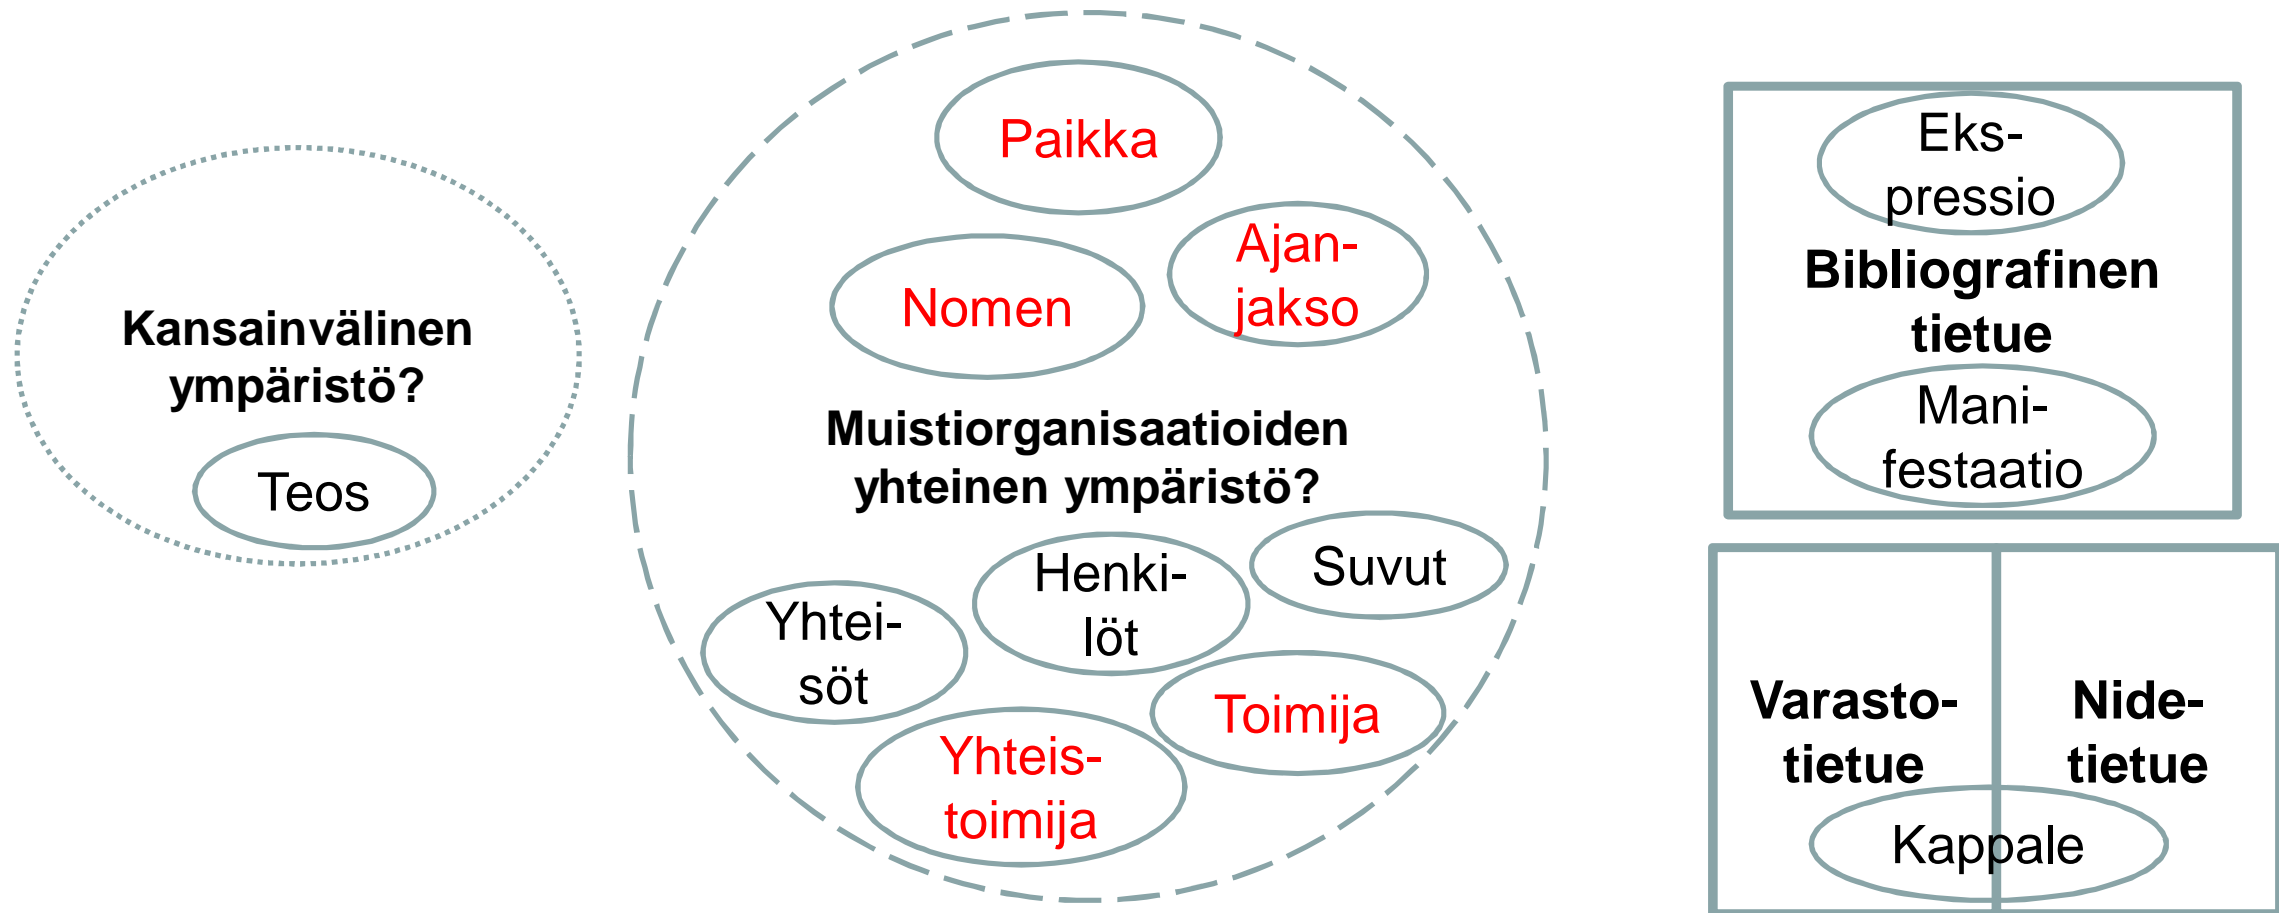 Kansainvälinen
ympäristö?
Teos
Paikka
Ajan-
jakso
Nomen
Muistiorganisaatioiden
yhteinen ympäristö?
Suvut
Henki-
löt
Yhtei-
söt
Toimija
Yhteis-
toimija
Eks-
pressio
Bibliografinen
tietue
Mani-
festaatio
Varasto-
tietue
Nide-
tietue
Kappale